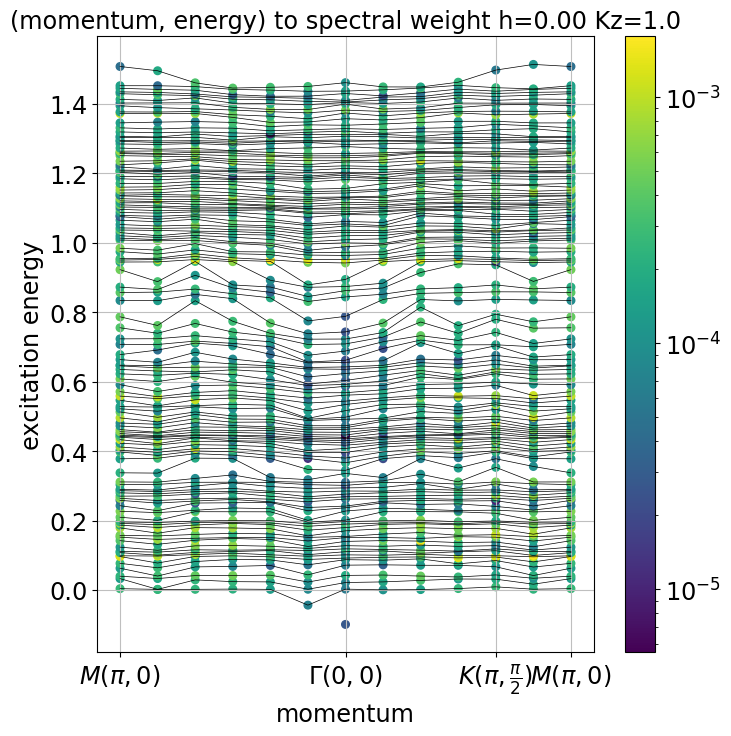 (momentum, energy) to spectral weight h=0.00 Kz=1.0
excitation energy
1.4
1.2
1.0
0.8
0.6
0.4
0.2
0.0
M(π, 0)
Γ(0, 0)
K(π, π/2)
M(π, 0)
momentum
10⁻³
10⁻⁴
10⁻⁵